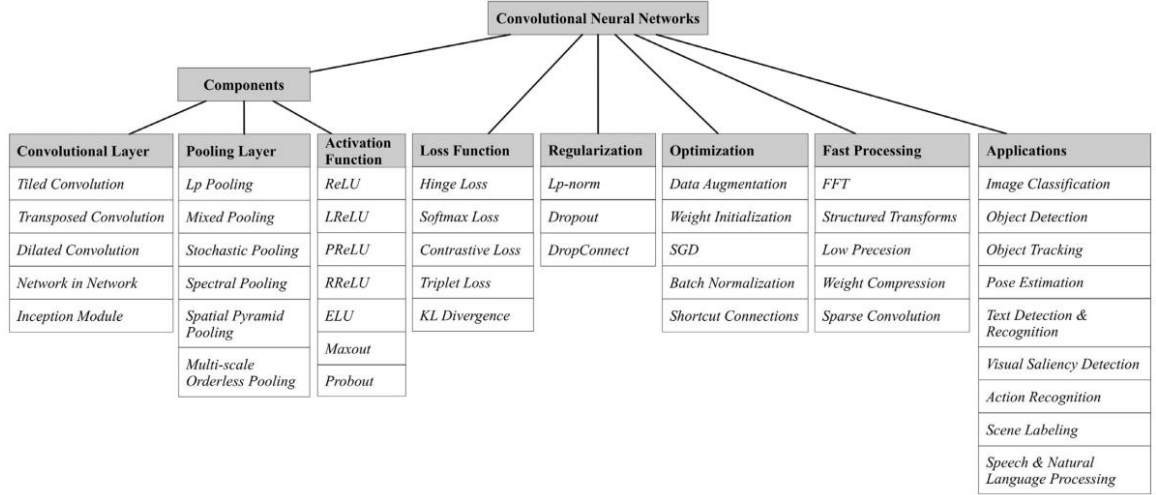 Convolutional Neural Networks
Components
Convolutional Layer
Tiled Convolution
Transposed Convolution
Dilated Convolution
Network in Network
Inception Module
Pooling Layer
Lp Pooling
Mixed Pooling
Stochastic Pooling
Spectral Pooling
Spatial Pyramid
Pooling
Multi-scale
Orderless Pooling
Activation
Function
ReLU
LReLU
PReLU
RReLU
ELU
Maxout
Probout
Loss Function
Hinge Loss
Softmax Loss
Contrastive Loss
Triplet Loss
KL Divergence
Regularization
Lp-norm
Dropout
DropConnect
Optimization
Data Augmentation
Weight Initialization
SGD
Batch Normalization
Shortcut Connections
Fast Processing
FFT
Structured Transforms
Low Precesion
Weight Compression
Sparse Convolution
Applications
Image Classification
Object Detection
Object Tracking
Pose Estimation
Text Detection &
Recognition
Visual Saliency Detection
Action Recognition
Scene Labeling
Speech & Natural
Language Processing